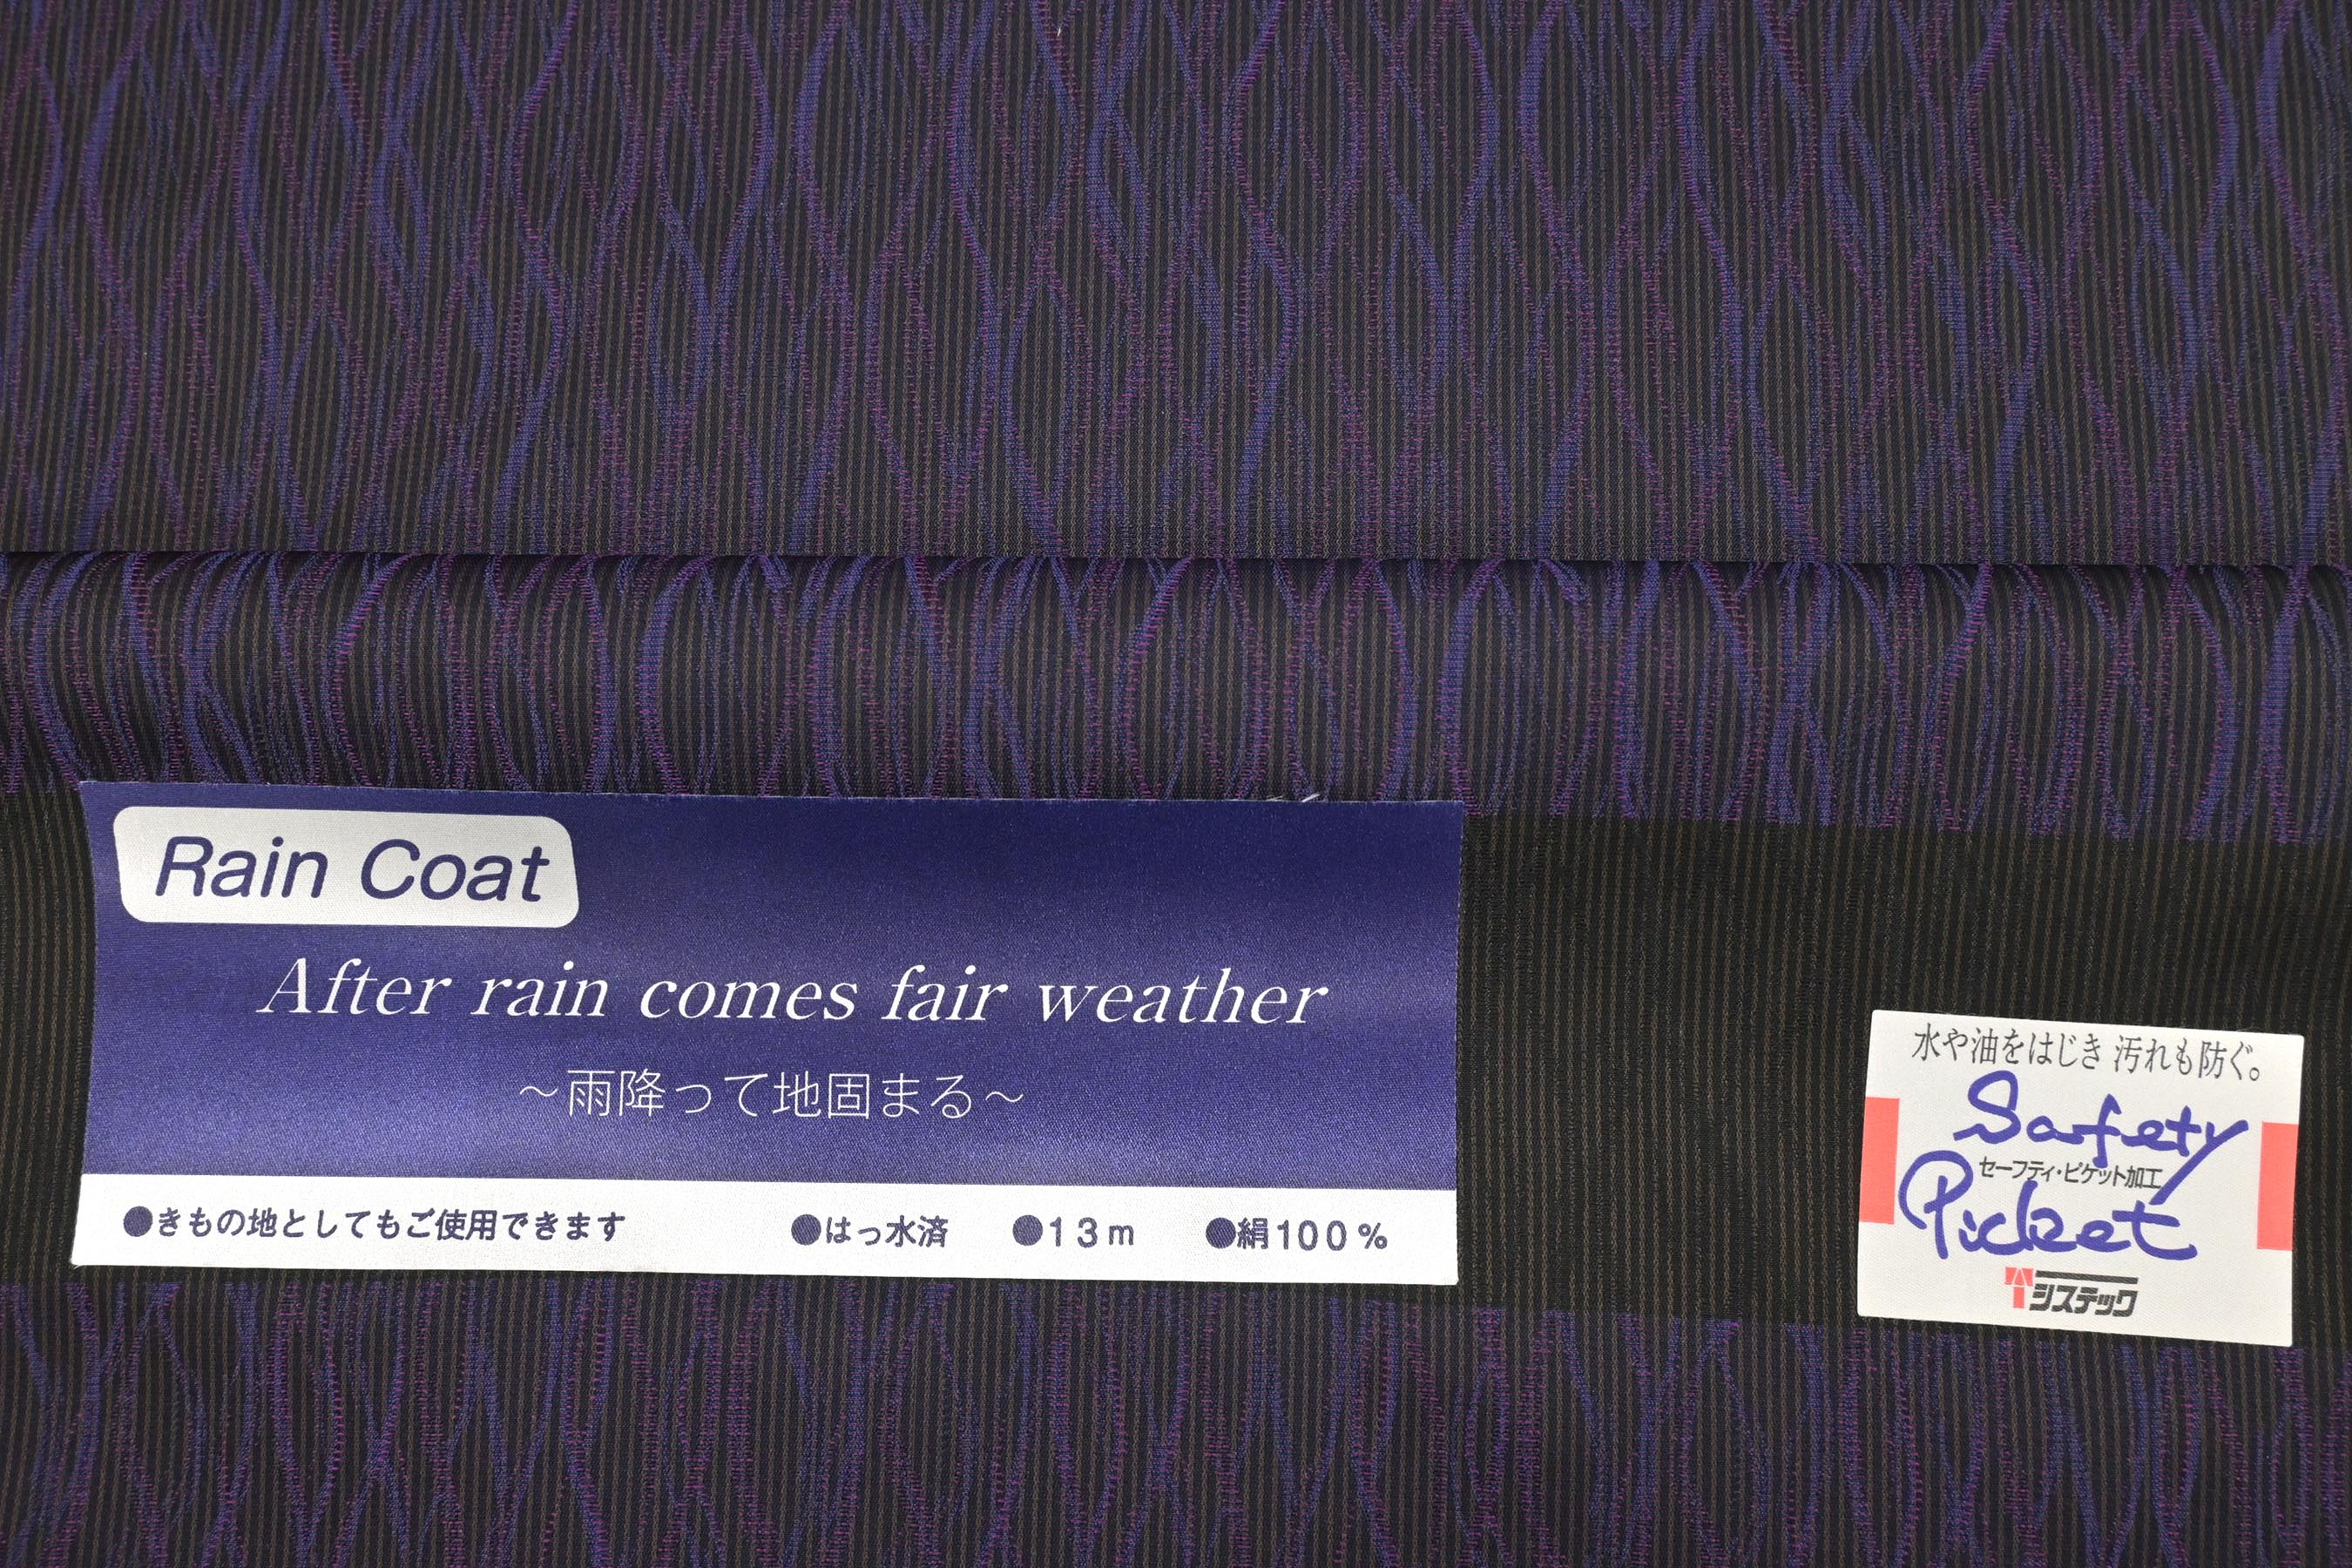 Rain Coat
After rain comes fair weather
～雨降って地固まる～
●きもの地としてもご使用できます ●はっ水済 ●13m ●絹100%
水や油をはじき 汚れも防ぐ。
Safety
セーフティ・ピケット加工
Picket
システック